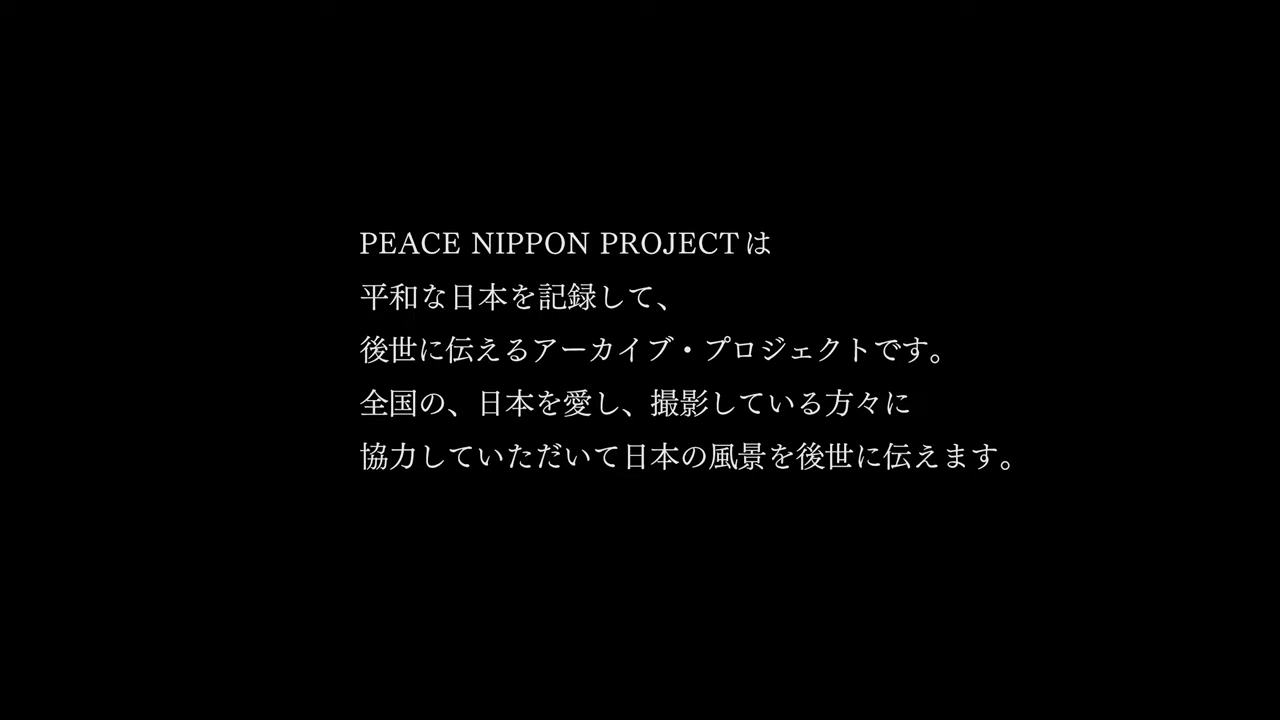 PEACE NIPPON PROJECTは
平和な日本を記録して、
後世に伝えるアーカイブ・プロジェクトです。
全国の、日本を愛し、撮影している方々に
協力していただいて日本の風景を後世に伝えます。